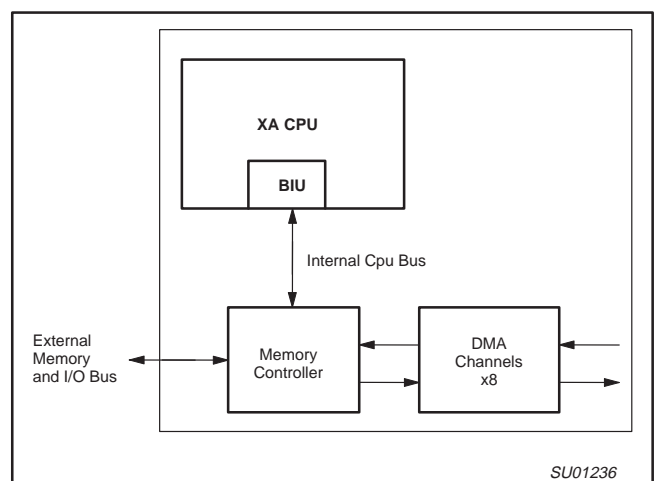 XA CPU
BIU
Internal Cpu Bus
External
Memory
and I/O Bus
Memory
Controller
DMA
Channels
x8
SU01236